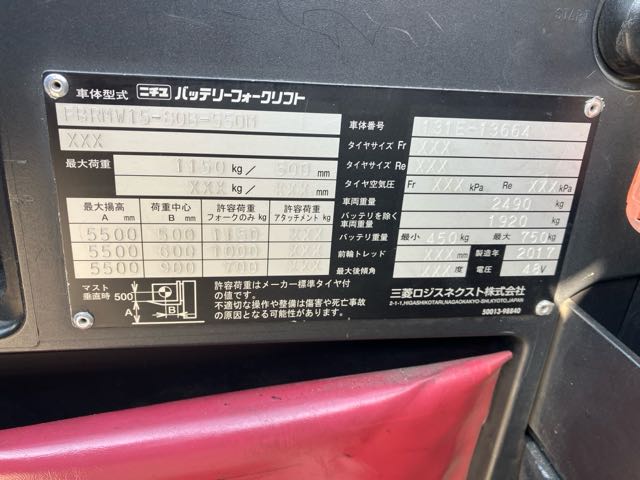 START
車体型式 ニチユ バッテリーフォークリフト
FBRMW15-80B-550M
XXX
最大荷重 1150 kg/ 500 mm
XXX kg/ XXX mm
最大揚高 A mm 荷重中心 B mm 許容荷重 フォークのみ kg 許容荷重 アタッチメント kg
5500 500 1150
5500 600 1000
5500 900
マスト垂直時 500 A B
許容荷重はメーカー標準タイヤ付の値です。
不適切な操作や整備は傷害や死亡事故の原因となる可能性があります。
車体番号 131E-13664
タイヤサイズ Fr XXX
タイヤサイズ Re XXX
タイヤ空気圧 Fr XXX kPa Re XXX kPa
車両重量 2490 kg
バッテリを除く車両重量 1920 kg
バッテリ重量 最小 450 kg 最大 750 kg
前輪トレッド XXX mm 製造年 2017
最大後傾角 XXX 度 電圧 48 V
三菱ロジスネクスト株式会社
2-1-1,HIGASHIKOTARI,NAGAOKAKYO-SHI,KYOTO,JAPAN
50013-98840